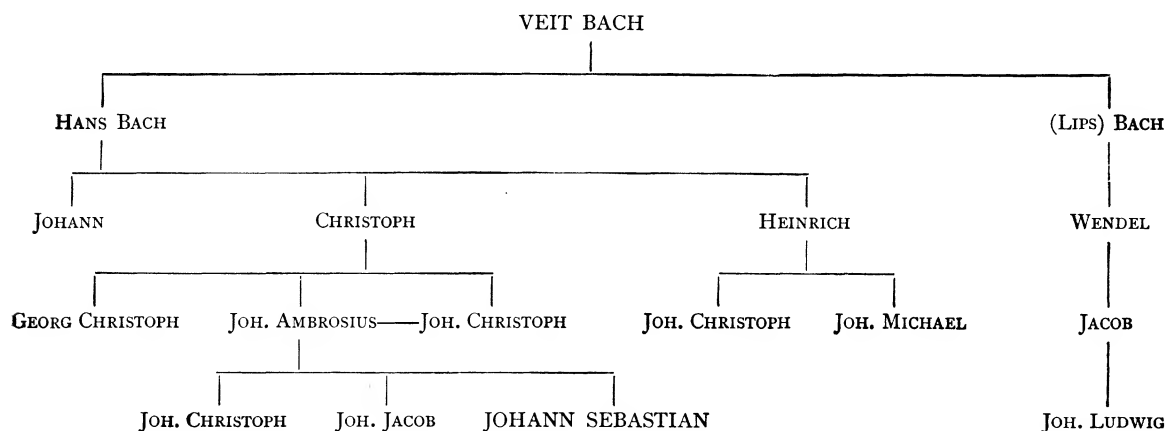 VEIT BACH
HANS BACH (LIPS) BACH
JOHANN CHRISTOPH HEINRICH WENDEL
GEORG CHRISTOPH JOH. AMBROSIUS—JOH. CHRISTOPH JOH. CHRISTOPH JOH. MICHAEL JACOB
JOH. CHRISTOPH JOH. JACOB JOHANN SEBASTIAN JOH. LUDWIG